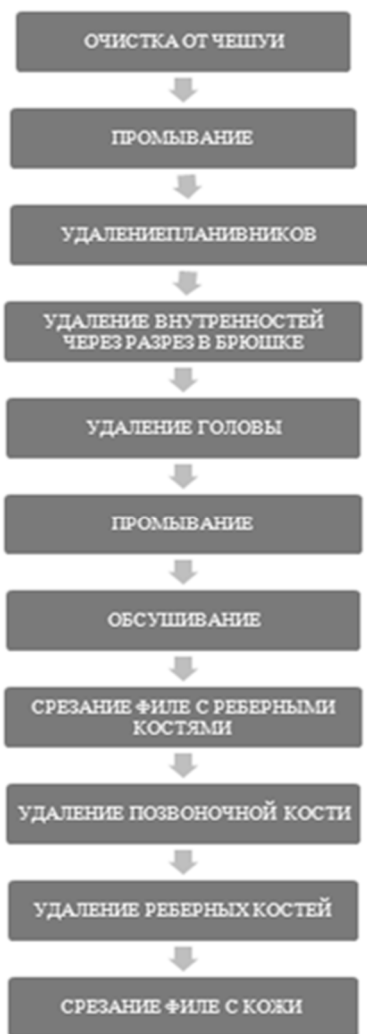 ОЧИСТКА ОТ ЧЕШУИ
ПРОМЫВАНИЕ
УДАЛЕНИЕПЛАНИВНИКОВ
УДАЛЕНИЕ ВНУТРЕННОСТЕЙ
ЧЕРЕЗ РАЗРЕЗ В БРЮШКЕ
УДАЛЕНИЕ ГОЛОВЫ
ПРОМЫВАНИЕ
ОБСУШИВАНИЕ
СРЕЗАНИЕ ФИЛЕ С РЕБЕРНЫМИ
КОСТЯМИ
УДАЛЕНИЕ ПОЗВОНОЧНОЙ КОСТИ
УДАЛЕНИЕ РЕБЕРНЫХ КОСТЕЙ
СРЕЗАНИЕ ФИЛЕ С КОЖИ